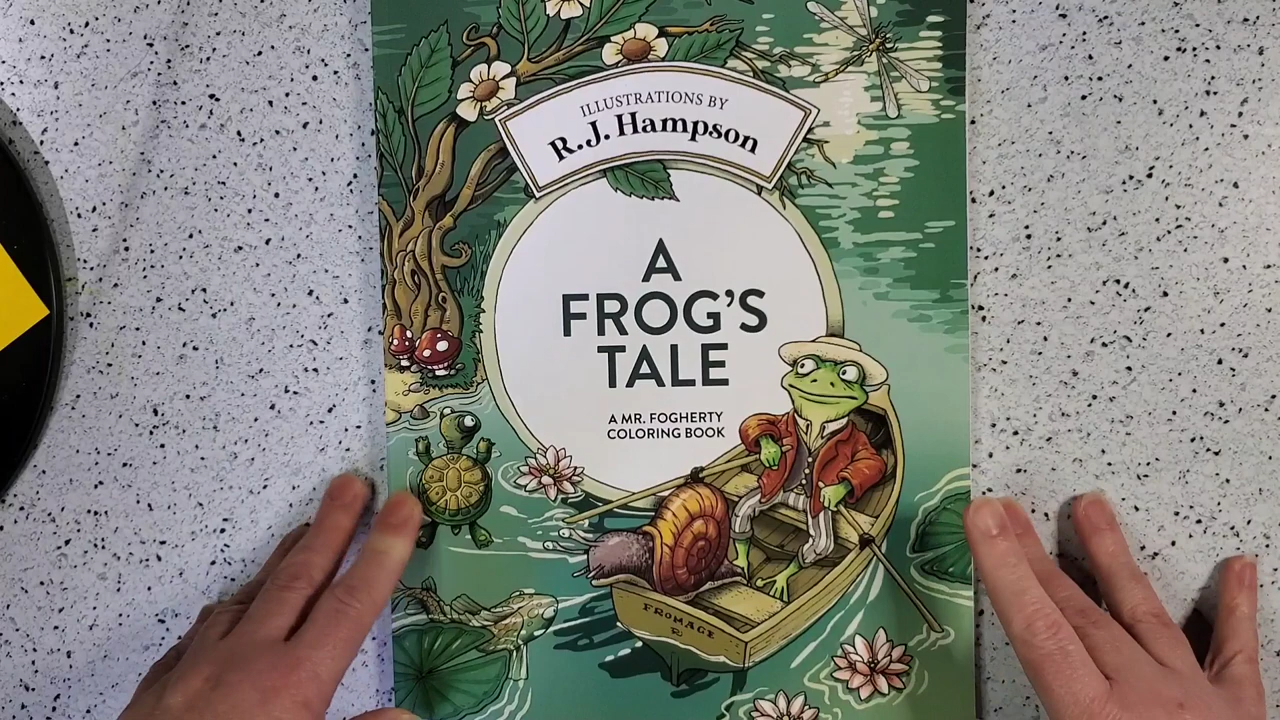 ILLUSTRATIONS BY
R.J. Hampson
A
FROG'S
TALE
A MR. FOGHERTY
COLORING BOOK
FROMAGE